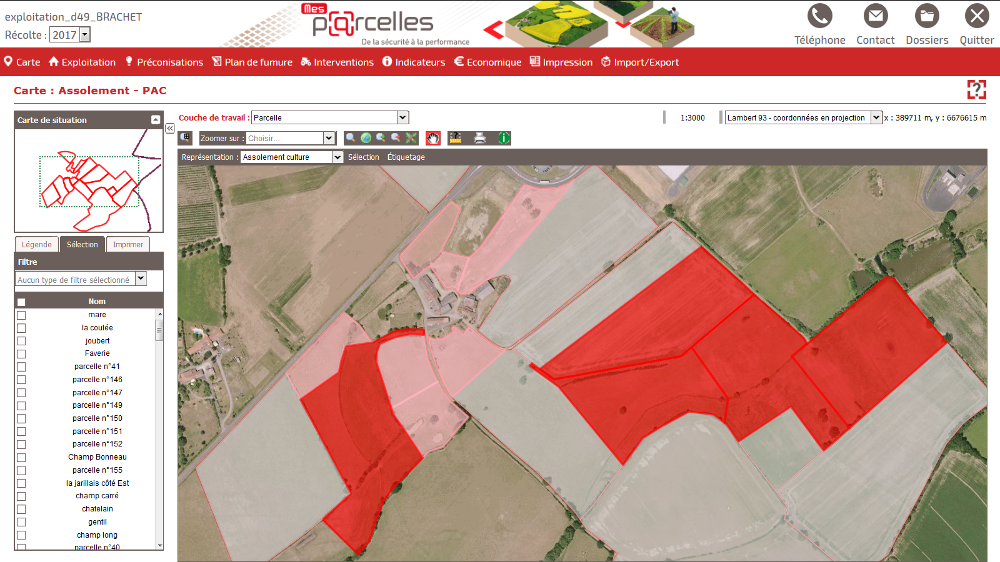 exploitation_d49_BRACHET
Récolte : 2017
Mes
p@rcelles
De la sécurité à la performance
Téléphone
Contact
Dossiers
Quitter
Carte
Exploitation
Préconisations
Plan de fumure
Interventions
Indicateurs
Economique
Impression
Import/Export
Carte : Assolement - PAC
Carte de situation
Couche de travail : Parcelle
1:3000
Lambert 93 - coordonnées en projection
x : 389711 m, y : 6676615 m
Zoomer sur : Choisir...
Représentation : Assolement culture
Sélection
Étiquetage
Légende
Sélection
Imprimer
Filtre
Aucun type de filtre sélectionné
Nom
mare
la coulée
joubert
Faverie
parcelle n°41
parcelle n°146
parcelle n°147
parcelle n°149
parcelle n°150
parcelle n°151
parcelle n°152
Champ Bonneau
parcelle n°155
la jarillais côté Est
champ carré
chatelain
gentil
champ long
parcelle n°40